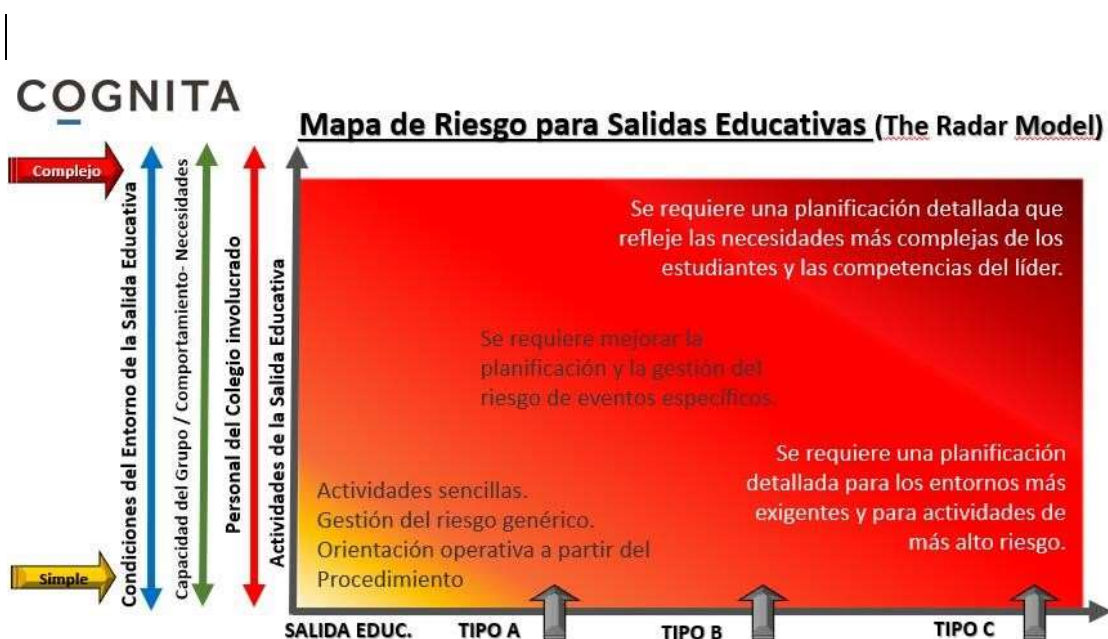 COGNITA
Mapa de Riesgo para Salidas Educativas (The Radar Model)
Complejo
Simple
Condiciones del Entorno de la Salida Educativa
Capacidad del Grupo / Comportamiento- Necesidades
Personal del Colegio involucrado
Actividades de la Salida Educativa
Se requiere una planificación detallada que
refleje las necesidades más complejas de los
estudiantes y las competencias del líder.
Se requiere mejorar la
planificación y la gestión del
riesgo de eventos específicos.
Se requiere una planificación
detallada para los entornos más
exigentes y para actividades de
más alto riesgo.
Actividades sencillas.
Gestión del riesgo genérico.
Orientación operativa a partir del
Procedimiento
SALIDA EDUC.
TIPO A
TIPO B
TIPO C